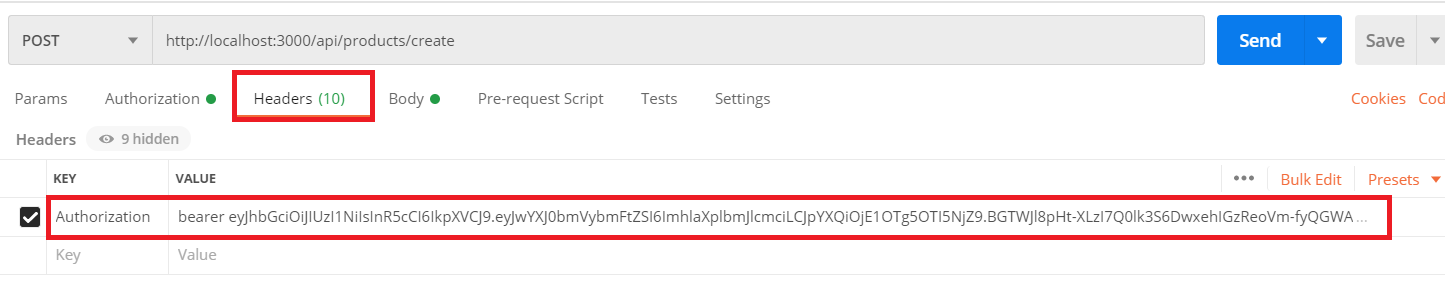 POST http://localhost:3000/api/products/create Send Save
Params Authorization Headers (10) Body Pre-request Script Tests Settings Cookies Cod
Headers 9 hidden
KEY VALUE ••• Bulk Edit Presets
Authorization bearer eyJhbGciOiJIUzI1NiIsInR5cCI6IkpXVCJ9.eyJwYXJ0bmVybmFtZSI6ImhlaXplbmJlcmciLCJpYXQiOjE1OTg5OTI5NjZ9.BGTWJl8pHt-XLzI7Q0lk3S6DwxehIGzReoVm-fyQGWA ...
Key Value